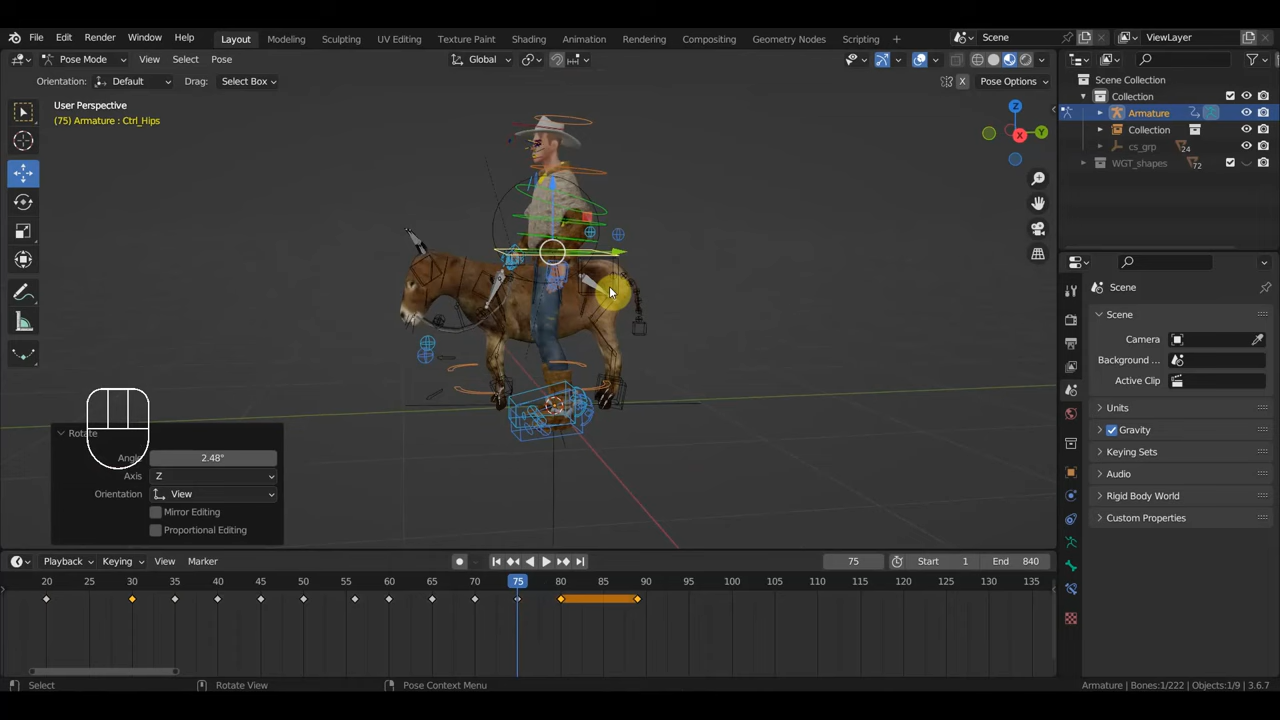 File Edit Render Window Help Layout Modeling Sculpting UV Editing Texture Paint Shading Animation Rendering Compositing Geometry Nodes Scripting + Scene ViewLayer
Pose Mode View Select Pose Global
Orientation: Default Drag: Select Box X Pose Options
User Perspective
(75) Armature : Ctrl_Hips
Z
Y
X
Scene Collection
Collection
Armature
Collection
cs_grp 24
WGT_shapes 72
Scene
Scene
Camera
Background ...
Active Clip
Units
Gravity
Keying Sets
Audio
Rigid Body World
Custom Properties
Rotate
Angle 2.48°
Axis Z
Orientation View
Mirror Editing
Proportional Editing
Playback Keying View Marker 75 Start 1 End 840
20 25 30 35 40 45 50 55 60 65 70 75 80 85 90 95 100 105 110 115 120 125 130 135
Select Rotate View Pose Context Menu Armature | Bones:1/222 | Objects:1/9 | 3.6.7